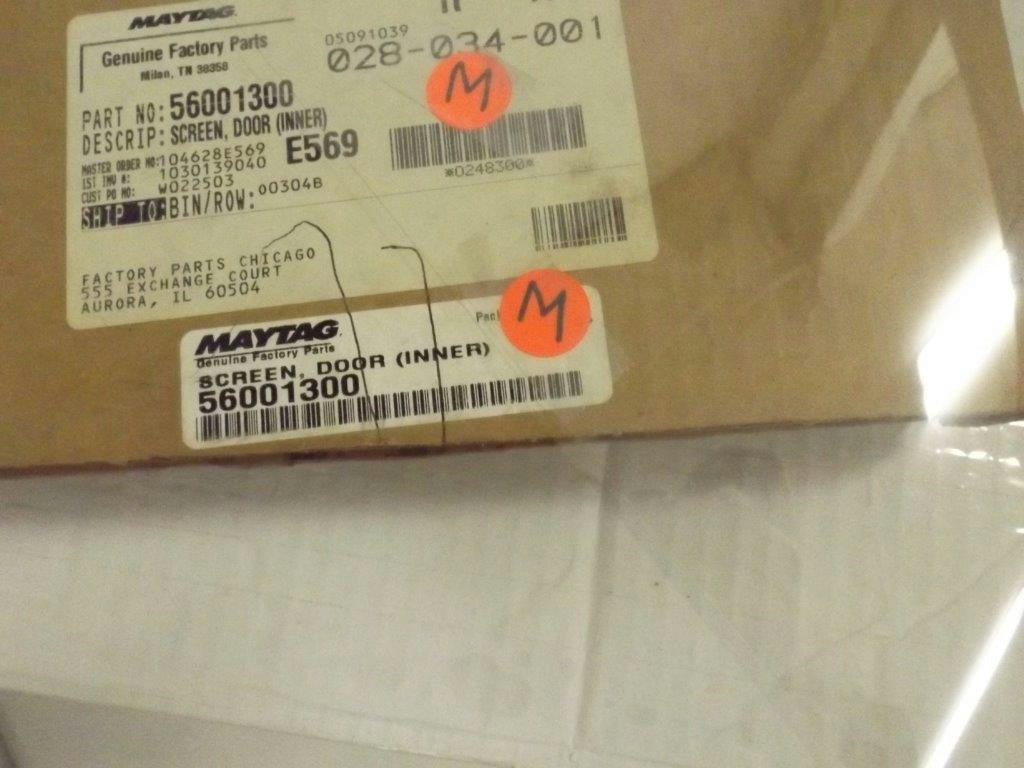 MAYTAG
Genuine Factory Parts
Milan, TN 38358
05091039
028-034-001
M
PART NO: 56001300
DESCRIP: SCREEN, DOOR (INNER)
MASTER ORDER NO: 104628E569
E569
1ST INV #: 1030139040
CUST PO NO: W022503
SHIP TO: BIN/ROW: 00304B
*0248300*
FACTORY PARTS CHICAGO
555 EXCHANGE COURT
AURORA, IL 60504
MAYTAG
Genuine Factory Parts
M
SCREEN, DOOR (INNER)
56001300